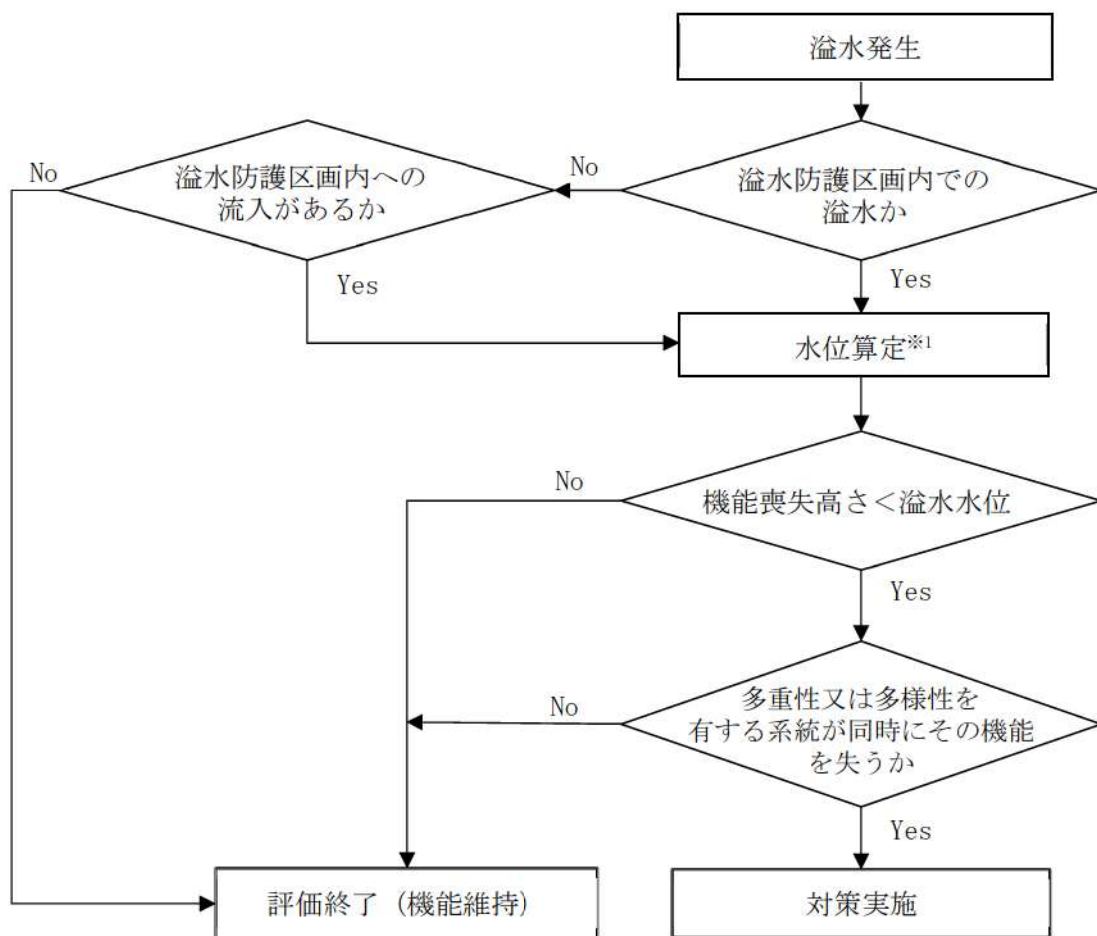 溢水発生
溢水防護区画内での
溢水か
No
溢水防護区画内への
流入があるか
No
Yes
Yes
水位算定※1
機能喪失高さ<溢水水位
No
Yes
多重性又は多様性を
有する系統が同時にその機能
を失うか
No
Yes
評価終了（機能維持）
対策実施